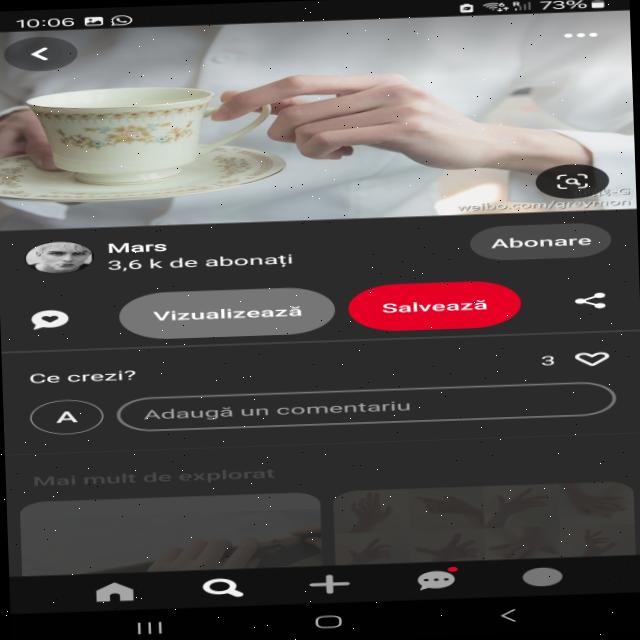 10:06
73%
weibo.com/graymon
Mars
3,6 k de abonați
Abonare
Vizualizează
Salvează
Ce crezi?
3
A
Adaugă un comentariu
Mai mult de explorat